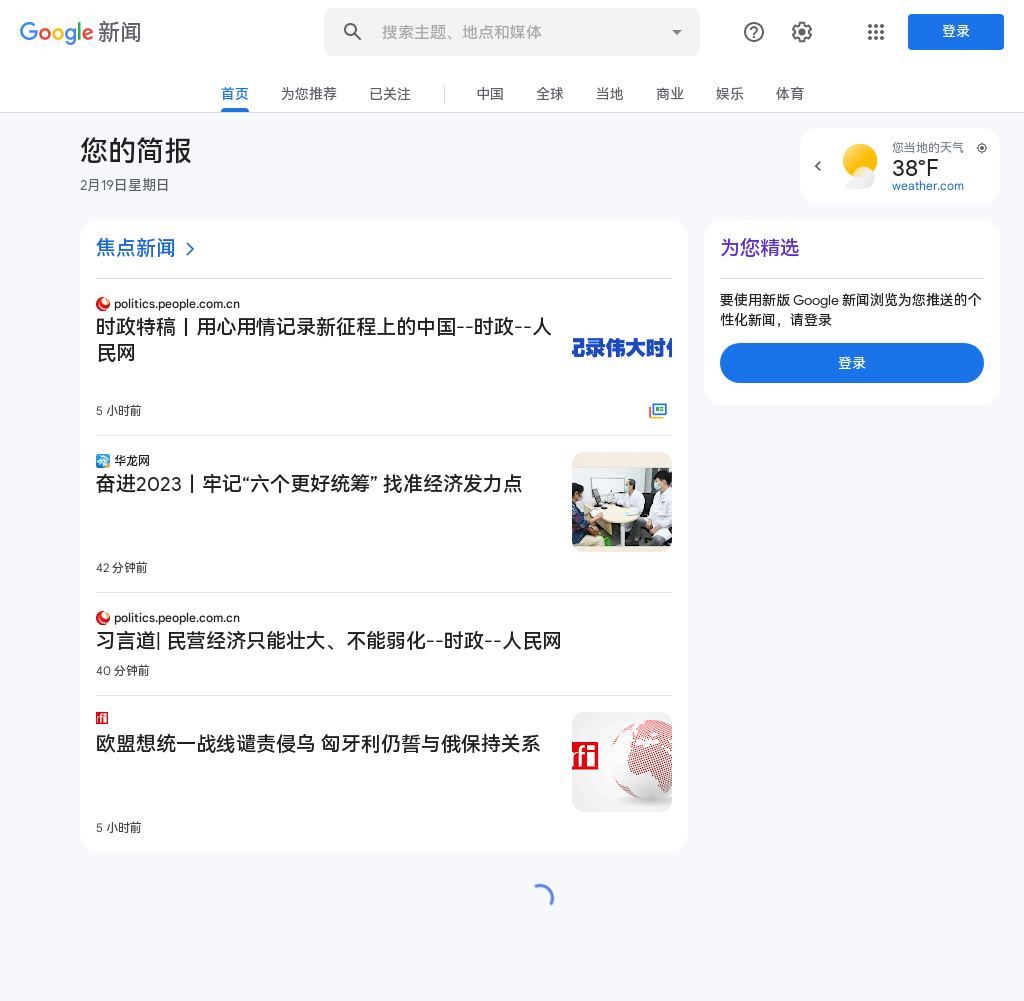 Google 新闻
搜索主题、地点和媒体
登录
首页
为您推荐
已关注
中国
全球
当地
商业
娱乐
体育
您的简报
2月19日星期日
您当地的天气
38°F
weather.com
焦点新闻
politics.people.com.cn
时政特稿丨用心用情记录新征程上的中国--时政--人
民网
记录伟大时代
5 小时前
华龙网
奋进2023丨牢记“六个更好统筹” 找准经济发力点
42 分钟前
politics.people.com.cn
习言道| 民营经济只能壮大、不能弱化--时政--人民网
40 分钟前
rfi
欧盟想统一战线谴责侵乌 匈牙利仍誓与俄保持关系
rfi
5 小时前
为您精选
要使用新版 Google 新闻浏览为您推送的个
性化新闻，请登录
登录